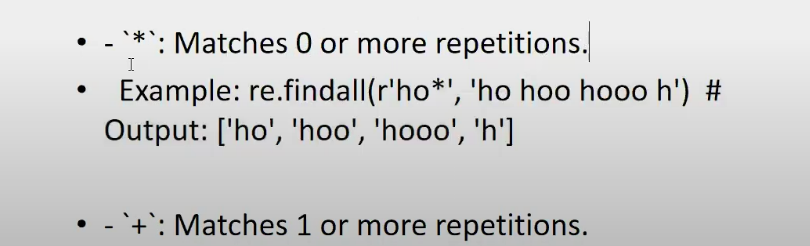 • - `*`: Matches 0 or more repetitions.
• Example: re.findall(r'ho*', 'ho hoo hooo h') #
Output: ['ho', 'hoo', 'hooo', 'h']
• - `+`: Matches 1 or more repetitions.